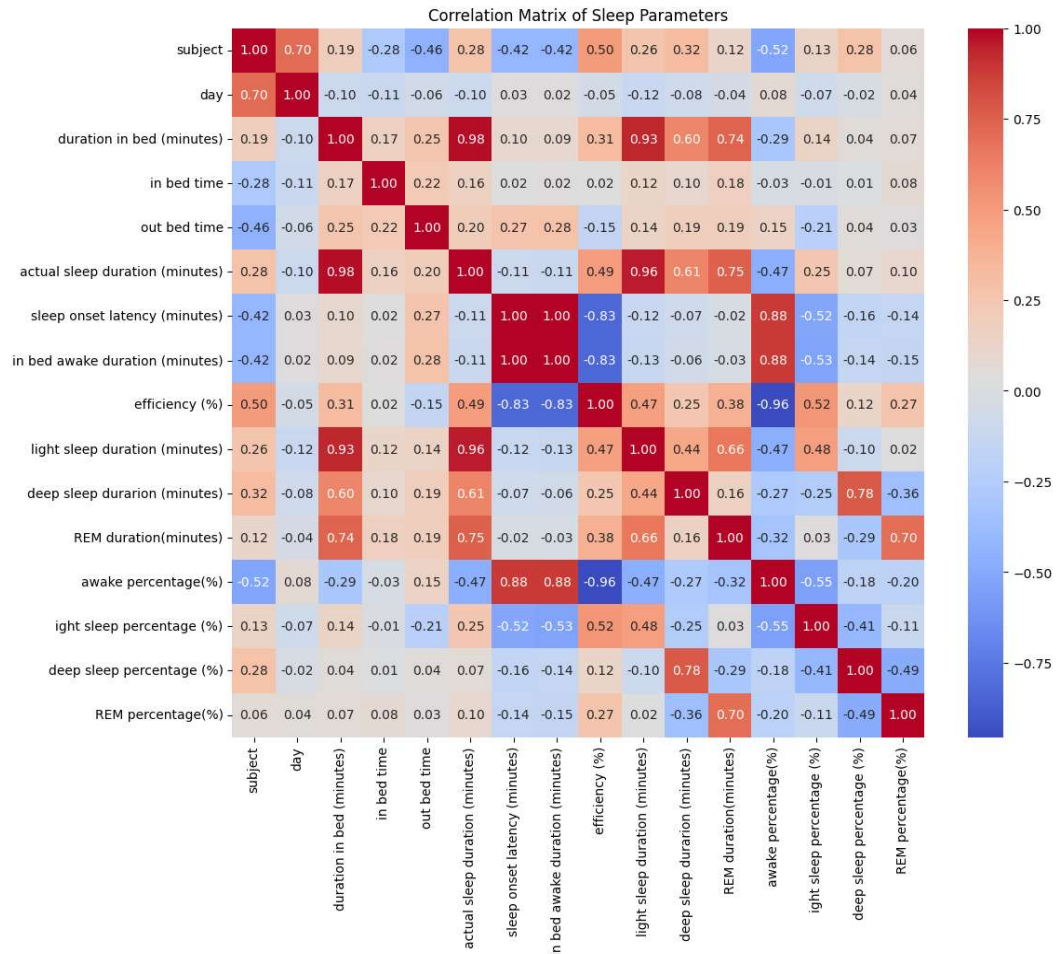 Correlation Matrix of Sleep Parameters
subject 1.00 0.70 0.19 -0.28 -0.46 0.28 -0.42 -0.42 0.50 0.26 0.32 0.12 -0.52 0.13 0.28 0.06
day 0.70 1.00 -0.10 -0.11 -0.06 -0.10 0.03 0.02 -0.05 -0.12 -0.08 -0.04 0.08 -0.07 -0.02 0.04
duration in bed (minutes) 0.19 -0.10 1.00 0.17 0.25 0.98 0.10 0.09 0.31 0.93 0.60 0.74 -0.29 0.14 0.04 0.07
in bed time -0.28 -0.11 0.17 1.00 0.22 0.16 0.02 0.02 0.02 0.12 0.10 0.18 -0.03 -0.01 0.01 0.08
out bed time -0.46 -0.06 0.25 0.22 1.00 0.20 0.27 0.28 -0.15 0.14 0.19 0.19 0.15 -0.21 0.04 0.03
actual sleep duration (minutes) 0.28 -0.10 0.98 0.16 0.20 1.00 -0.11 -0.11 0.49 0.96 0.61 0.75 -0.47 0.25 0.07 0.10
sleep onset latency (minutes) -0.42 0.03 0.10 0.02 0.27 -0.11 1.00 1.00 -0.83 -0.12 -0.07 -0.02 0.88 -0.52 -0.16 -0.14
in bed awake duration (minutes) -0.42 0.02 0.09 0.02 0.28 -0.11 1.00 1.00 -0.83 -0.13 -0.06 -0.03 0.88 -0.53 -0.14 -0.15
efficiency (%) 0.50 -0.05 0.31 0.02 -0.15 0.49 -0.83 -0.83 1.00 0.47 0.25 0.38 -0.96 0.52 0.12 0.27
light sleep duration (minutes) 0.26 -0.12 0.93 0.12 0.14 0.96 -0.12 -0.13 0.47 1.00 0.44 0.66 -0.47 0.48 -0.10 0.02
deep sleep durarion (minutes) 0.32 -0.08 0.60 0.10 0.19 0.61 -0.07 -0.06 0.25 0.44 1.00 0.16 -0.27 -0.25 0.78 -0.36
REM duration(minutes) 0.12 -0.04 0.74 0.18 0.19 0.75 -0.02 -0.03 0.38 0.66 0.16 1.00 -0.32 0.03 -0.29 0.70
awake percentage(%) -0.52 0.08 -0.29 -0.03 0.15 -0.47 0.88 0.88 -0.96 -0.47 -0.27 -0.32 1.00 -0.55 -0.18 -0.20
ight sleep percentage (%) 0.13 -0.07 0.14 -0.01 -0.21 0.25 -0.52 -0.53 0.52 0.48 -0.25 0.03 -0.55 1.00 -0.41 -0.11
deep sleep percentage (%) 0.28 -0.02 0.04 0.01 0.04 0.07 -0.16 -0.14 0.12 -0.10 0.78 -0.29 -0.18 -0.41 1.00 -0.49
REM percentage(%) 0.06 0.04 0.07 0.08 0.03 0.10 -0.14 -0.15 0.27 0.02 -0.36 0.70 -0.20 -0.11 -0.49 1.00
subject
day
duration in bed (minutes)
in bed time
out bed time
actual sleep duration (minutes)
sleep onset latency (minutes)
n bed awake duration (minutes)
efficiency (%)
light sleep duration (minutes)
deep sleep durarion (minutes)
REM duration(minutes)
awake percentage(%)
ight sleep percentage (%)
deep sleep percentage (%)
REM percentage(%)
1.00
0.75
0.50
0.25
0.00
−0.25
−0.50
−0.75